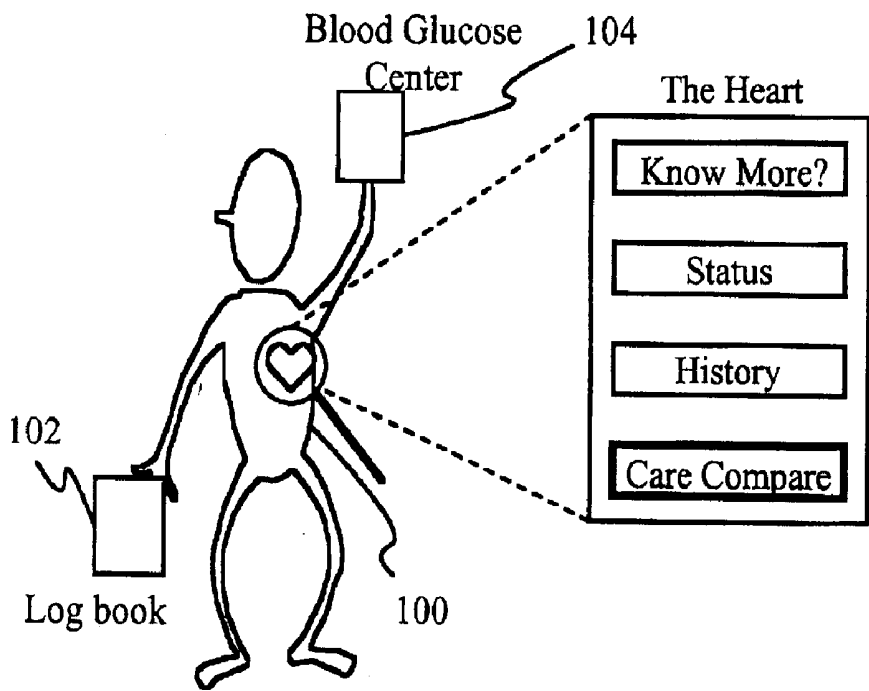 Blood Glucose
Center
104
The Heart
Know More?
Status
History
Care Compare
102
Log book
100